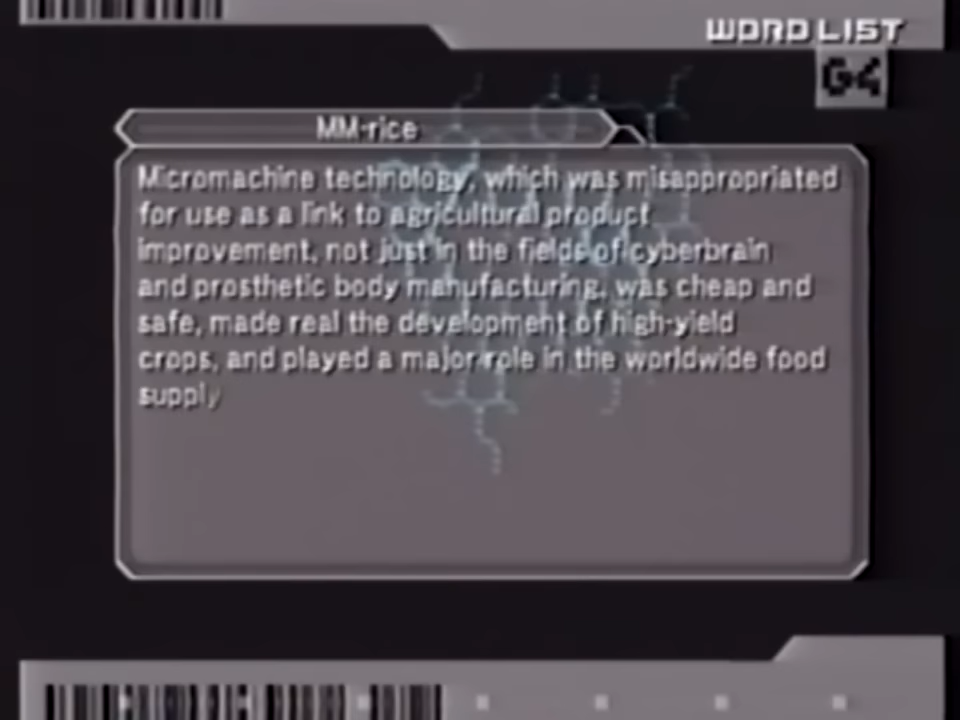 WORD LIST
04
MM-rice
Micromachine technology, which was misappropriated
for use as a link to agricultural product
improvement, not just in the fields of cyberbrain
and prosthetic body manufacturing, was cheap and
safe, made real the development of high-yield
crops, and played a major role in the worldwide food
supply